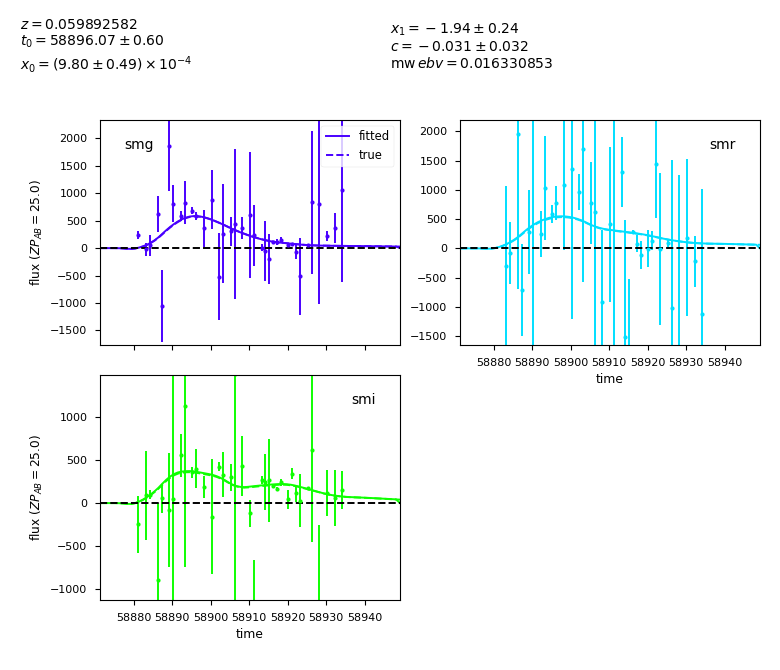 z = 0.059892582
t₀ = 58896.07 ± 0.60
x₀ = (9.80 ± 0.49) × 10⁻⁴
x₁ = −1.94 ± 0.24
c = −0.031 ± 0.032
mw ebv = 0.016330853
smg
fitted
true
flux (ZP_AB = 25.0)
2000
1500
1000
500
0
−500
−1000
−1500
smr
2000
1500
1000
500
0
−500
−1000
−1500
58880 58890 58900 58910 58920 58930 58940
time
smi
flux (ZP_AB = 25.0)
1000
500
0
−500
−1000
58880 58890 58900 58910 58920 58930 58940
time